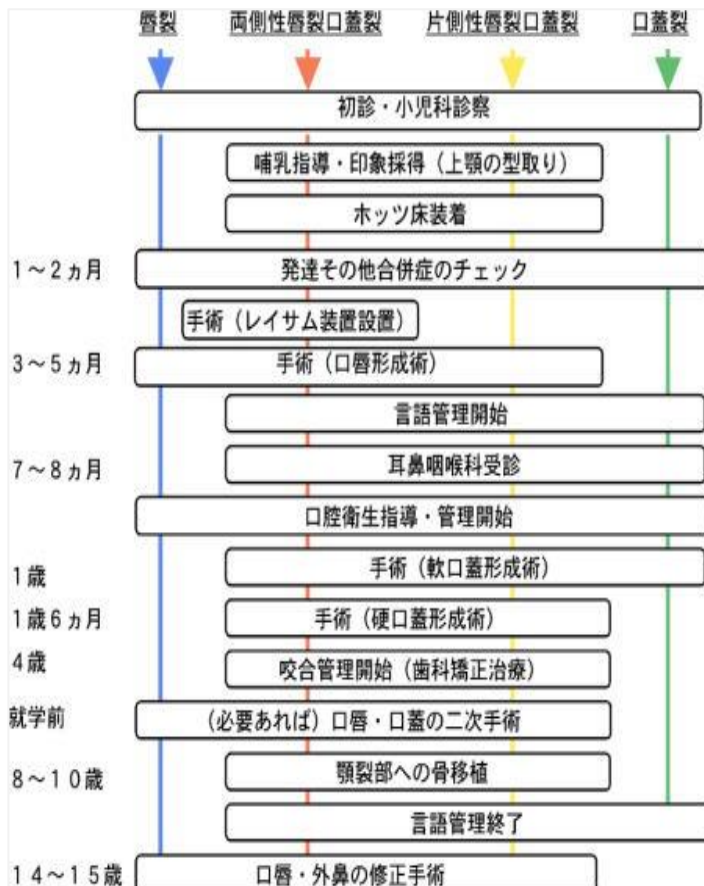 唇裂 両側性唇裂口蓋裂 片側性唇裂口蓋裂 口蓋裂
初診・小児科診察
哺乳指導・印象採得（上顎の型取り）
ホッツ床装着
1～2ヵ月 発達その他合併症のチェック
手術（レイサム装置設置）
3～5ヵ月 手術（口唇形成術）
言語管理開始
7～8ヵ月 耳鼻咽喉科受診
口腔衛生指導・管理開始
1歳 手術（軟口蓋形成術）
1歳6ヵ月 手術（硬口蓋形成術）
4歳 咬合管理開始（歯科矯正治療）
就学前 （必要あれば）口唇・口蓋の二次手術
8～10歳 顎裂部への骨移植
言語管理終了
14～15歳 口唇・外鼻の修正手術